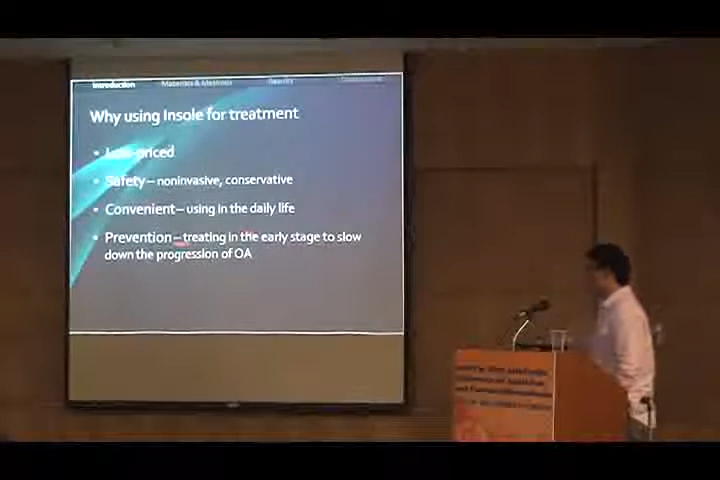 Introduction Materials & Methods Results
Why using Insole for treatment
• Low-priced
• Safety – noninvasive, conservative
• Convenient – using in the daily life
• Prevention – treating in the early stage to slow
down the progression of OA